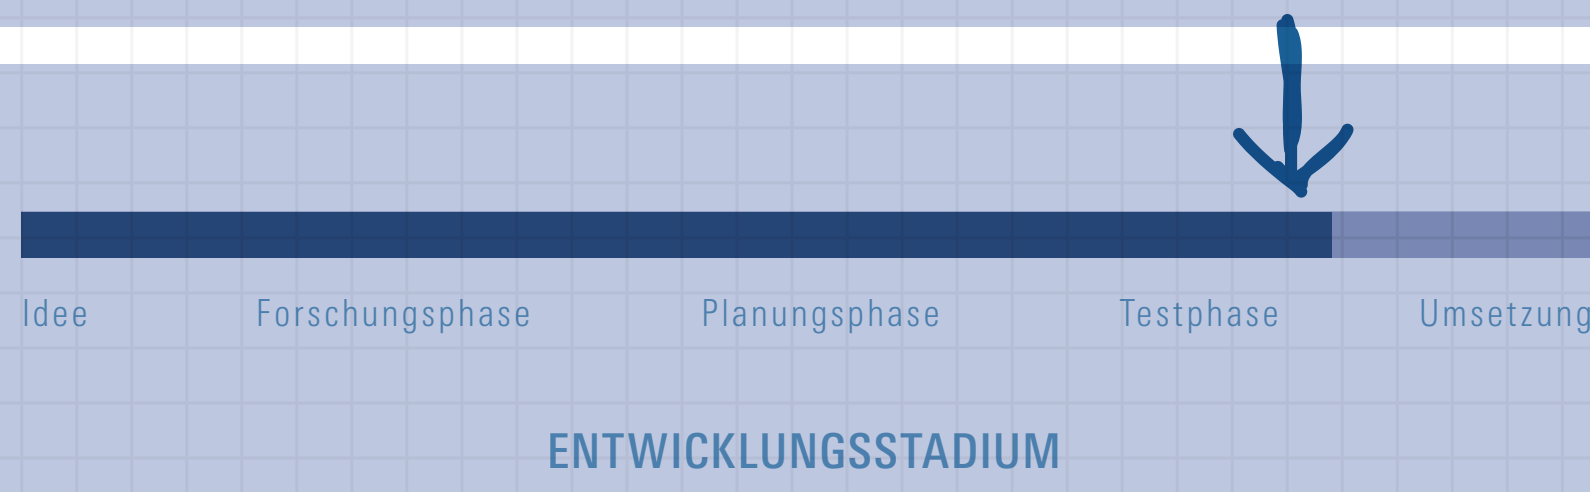 Idee Forschungsphase Planungsphase Testphase Umsetzung
ENTWICKLUNGSSTADIUM